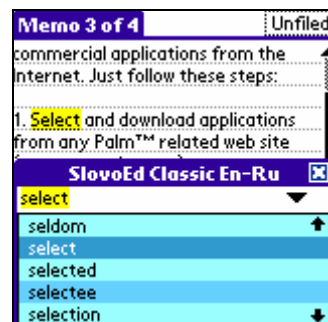 Memo 3 of 4
Unfiled
commercial applications from the
Internet. Just follow these steps:
1. Select and download applications
from any Palm™ related web site
SlovoEd Classic En-Ru
select
seldom
select
selected
selectee
selection